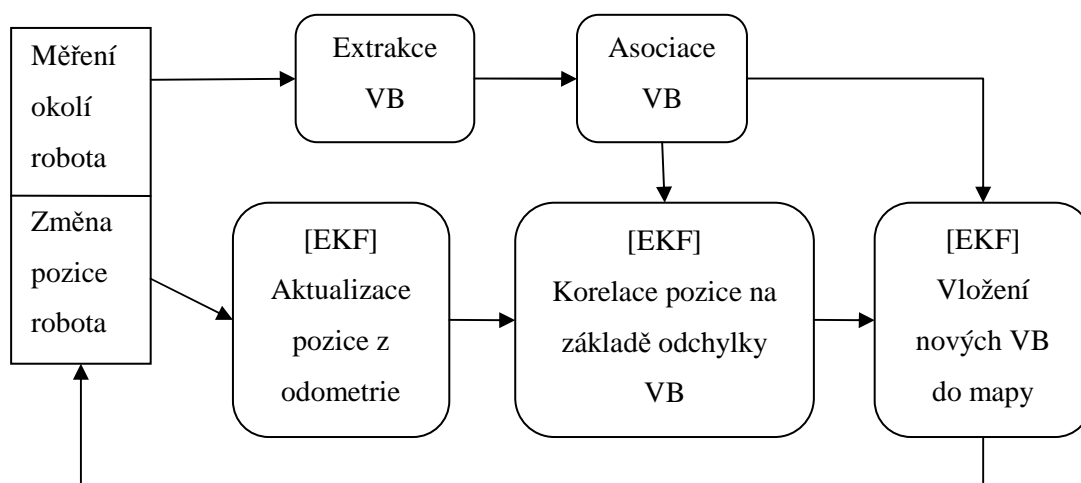 Měření
okolí
robota
Extrakce
VB
Asociace
VB
Změna
pozice
robota
[EKF]
Aktualizace
pozice z
odometrie
[EKF]
Korelace pozice na
základě odchylky
VB
[EKF]
Vložení
nových VB
do mapy